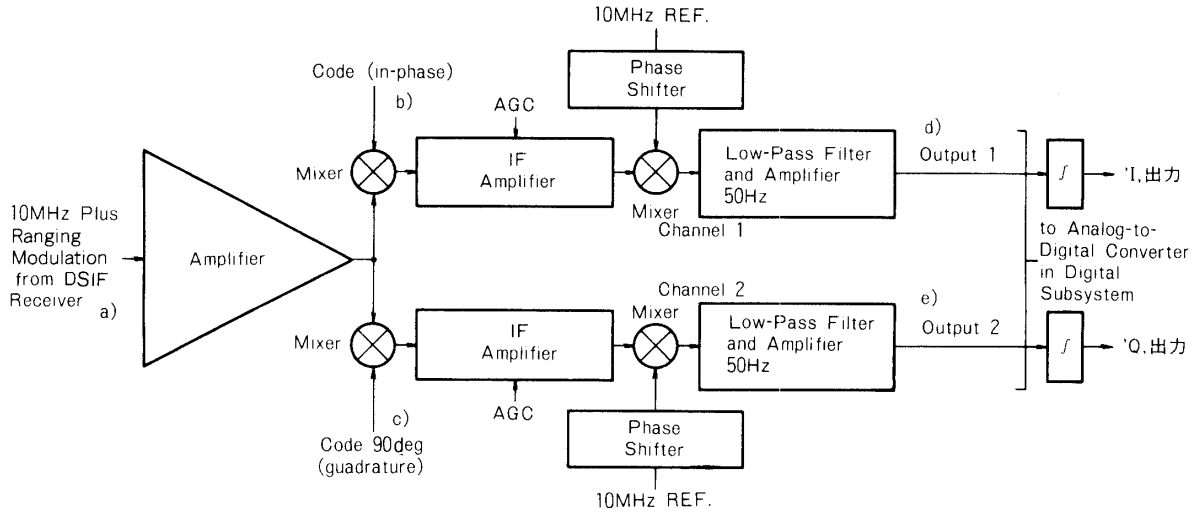 10MHz REF.
Phase
Shifter
Code (in-phase)
b)
AGC
IF
Amplifier
Mixer
Mixer
Channel 1
Low-Pass Filter
and Amplifier
50Hz
d)
Output 1
∫
'I,出力
10MHz Plus
Ranging
Modulation
from DSIF
Receiver
a)
Amplifier
to Analog-to-
Digital Converter
in Digital
Subsystem
Channel 2
Mixer
Mixer
IF
Amplifier
AGC
Low-Pass Filter
and Amplifier
50Hz
e)
Output 2
∫
'Q,出力
c)
Code 90deg
(guadrature)
Phase
Shifter
10MHz REF.